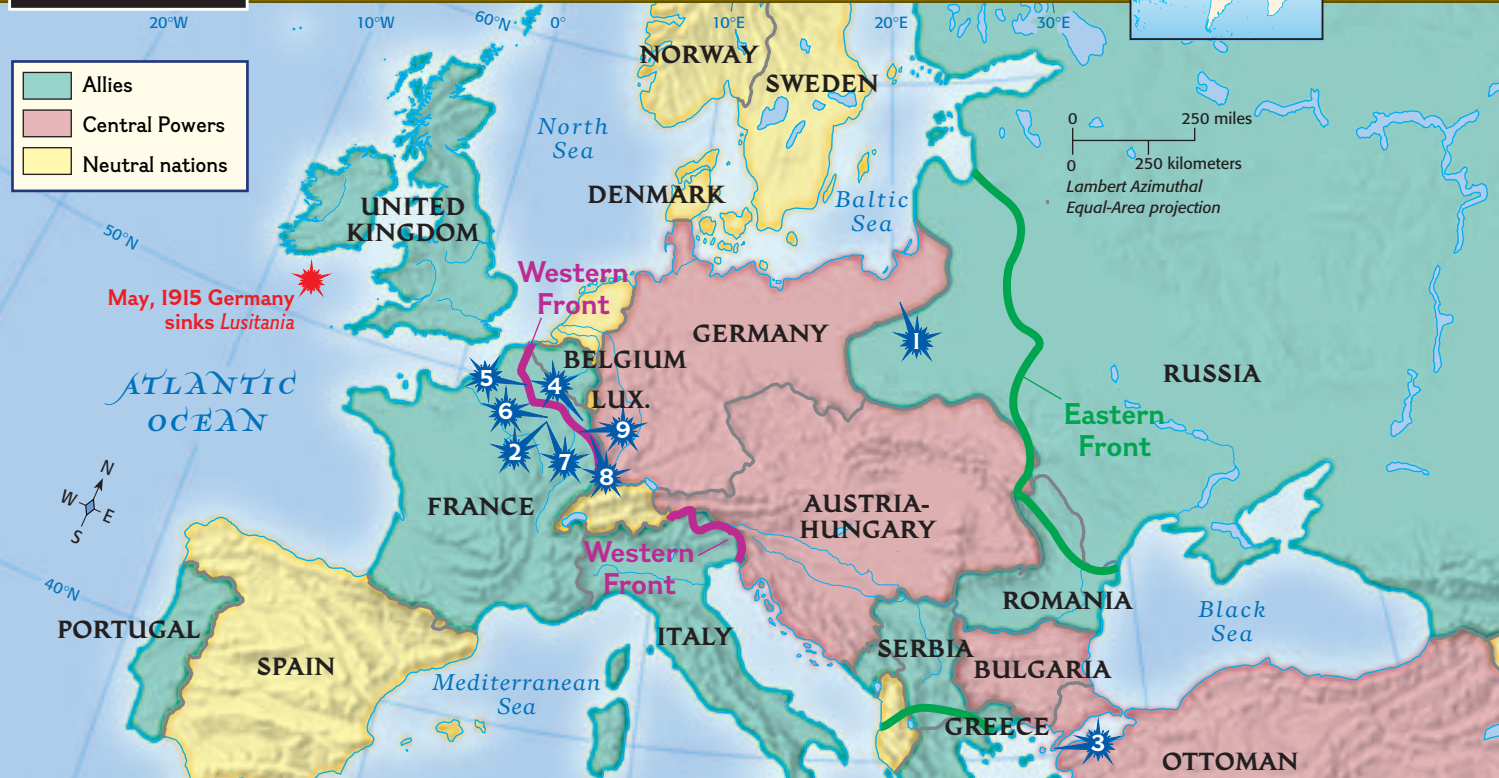 20°W
10°W
60°N
0°
10°E
20°E
30°E
Allies
Central Powers
Neutral nations
NORWAY
SWEDEN
North
Sea
DENMARK
Baltic
Sea
0
250 miles
0
250 kilometers
Lambert Azimuthal
Equal-Area projection
UNITED
KINGDOM
50°N
May, 1915 Germany
sinks Lusitania
Western
Front
GERMANY
BELGIUM
LUX.
RUSSIA
Eastern
Front
ATLANTIC
OCEAN
1
5
4
6
9
2
7
8
N
W
E
S
FRANCE
AUSTRIA-
HUNGARY
Western
Front
40°N
PORTUGAL
SPAIN
ITALY
ROMANIA
Black
Sea
SERBIA
BULGARIA
Mediterranean
Sea
GREECE
3
OTTOMAN